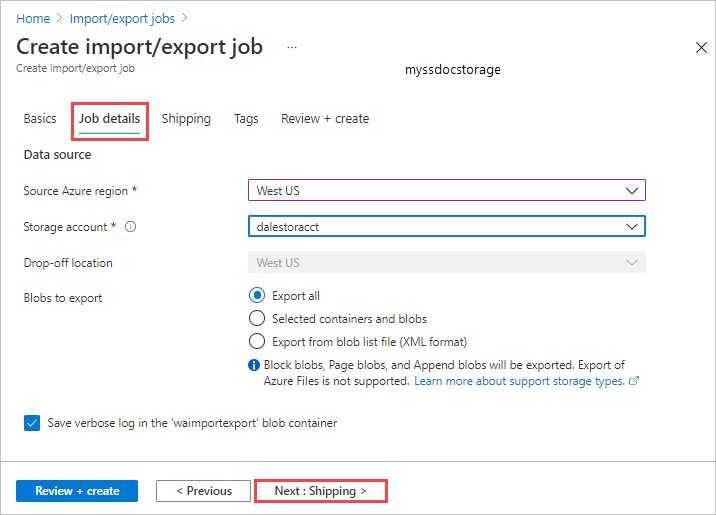 Home > Import/export jobs >
Create import/export job ...
Create import/export job
myssdocstorage
Basics Job details Shipping Tags Review + create
Data source
Source Azure region * West US
Storage account * dalestoracct
Drop-off location West US
Blobs to export Export all
Selected containers and blobs
Export from blob list file (XML format)
Block blobs, Page blobs, and Append blobs will be exported. Export of
Azure Files is not supported. Learn more about support storage types.
Save verbose log in the 'waimportexport' blob container
Review + create < Previous Next : Shipping >